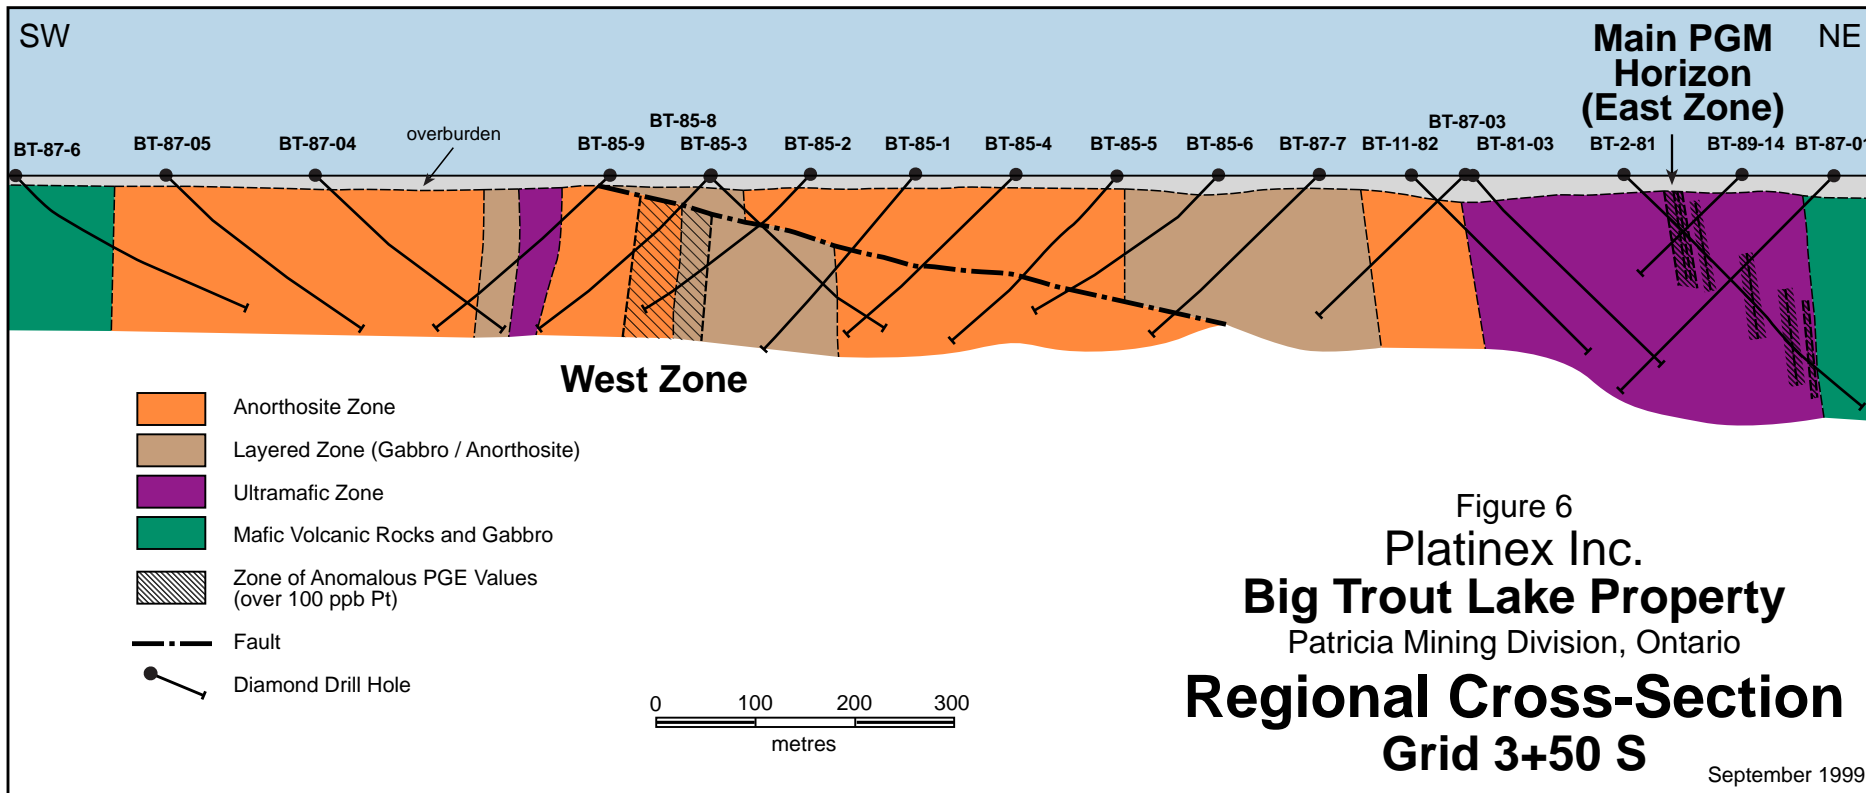 SW
NE
Main PGM
Horizon
(East Zone)
BT-85-8
BT-87-03
BT-87-6
BT-87-05
BT-87-04
overburden
BT-85-9
BT-85-3
BT-85-2
BT-85-1
BT-85-4
BT-85-5
BT-85-6
BT-87-7
BT-11-82
BT-81-03
BT-2-81
BT-89-14
BT-87-01
West Zone
Anorthosite Zone
Layered Zone (Gabbro / Anorthosite)
Ultramafic Zone
Mafic Volcanic Rocks and Gabbro
Zone of Anomalous PGE Values
(over 100 ppb Pt)
Fault
Diamond Drill Hole
0 100 200 300
metres
Figure 6
Platinex Inc.
Big Trout Lake Property
Patricia Mining Division, Ontario
Regional Cross-Section
Grid 3+50 S
September 1999